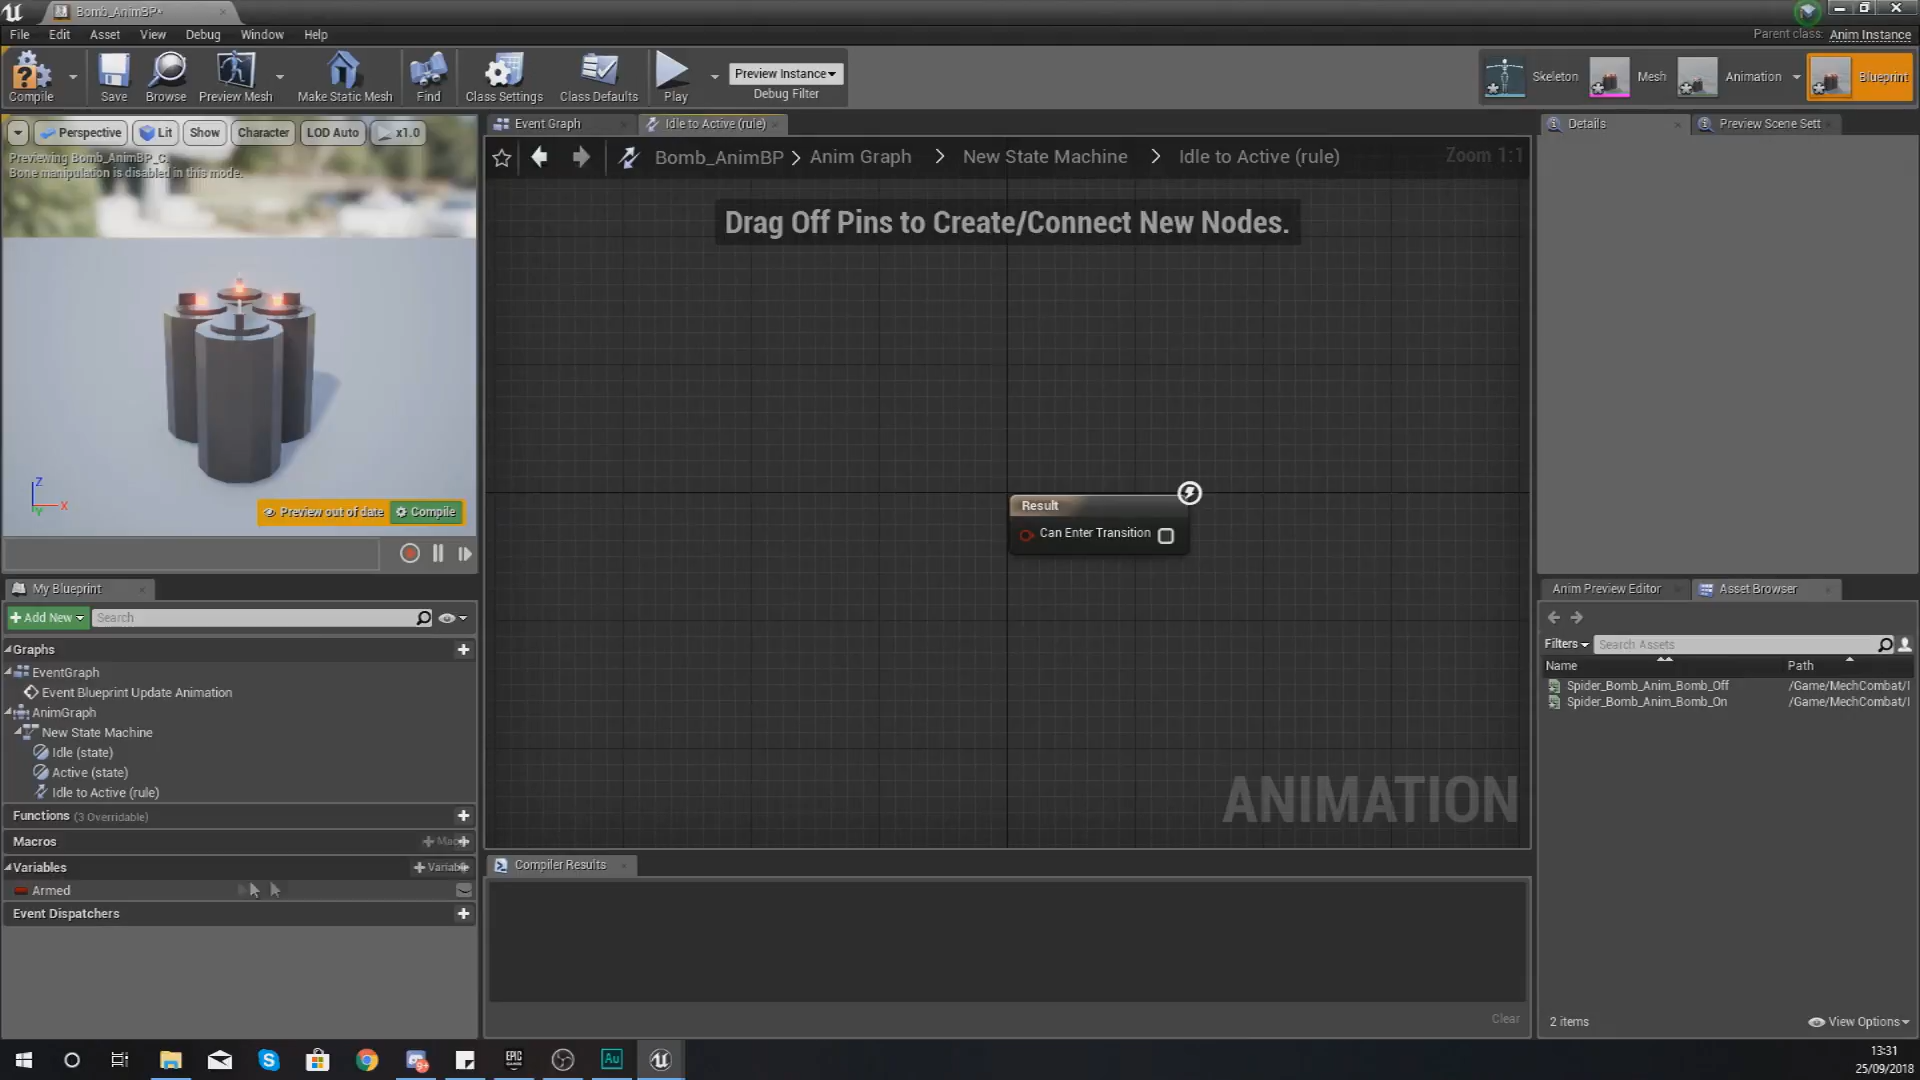 Bomb_AnimBP*
File Edit Asset View Debug Window Help
Parent class: Anim Instance
Compile Save Browse Preview Mesh Make Static Mesh Find Class Settings Class Defaults Play
Preview Instance
Debug Filter
Skeleton Mesh Animation Blueprint
Perspective Lit Show Character LOD Auto x1.0
Previewing Bomb_AnimBP_C.
Bone manipulation is disabled in this mode.
Z
X
Y
Preview out of date Compile
Event Graph
Idle to Active (rule)
Bomb_AnimBP > Anim Graph > New State Machine > Idle to Active (rule)
Zoom 1:1
Drag Off Pins to Create/Connect New Nodes.
Result
Can Enter Transition
ANIMATION
My Blueprint
Add New
Search
Graphs
EventGraph
Event Blueprint Update Animation
AnimGraph
New State Machine
Idle (state)
Active (state)
Idle to Active (rule)
Functions (3 Overridable)
Macros
Variables
Armed
Event Dispatchers
Compiler Results
Clear
Details
Preview Scene Sett
Anim Preview Editor
Asset Browser
Filters
Search Assets
Name Path
Spider_Bomb_Anim_Bomb_Off /Game/MechCombat/
Spider_Bomb_Anim_Bomb_On /Game/MechCombat/
2 items
View Options
EPIC
GAMES
Au
13:31
25/09/2018